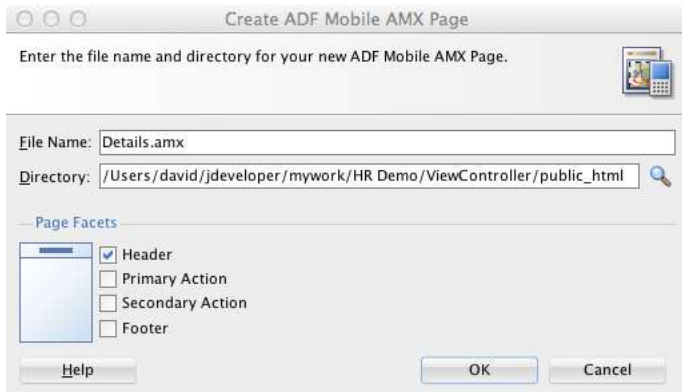 Create ADF Mobile AMX Page
Enter the file name and directory for your new ADF Mobile AMX Page.
File Name: Details.amx
Directory: /Users/david/jdeveloper/mywork/HR Demo/ViewController/public_html
Page Facets
Header
Primary Action
Secondary Action
Footer
Help OK Cancel